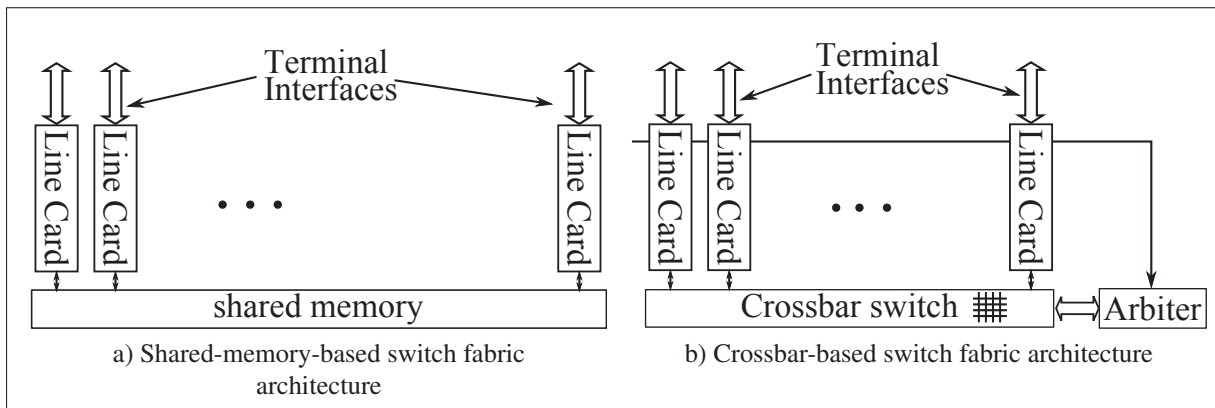 Terminal
Interfaces
Line Card
Line Card
Line Card
shared memory
a) Shared-memory-based switch fabric
architecture
Terminal
Interfaces
Line Card
Line Card
Line Card
Crossbar switch
Arbiter
b) Crossbar-based switch fabric architecture